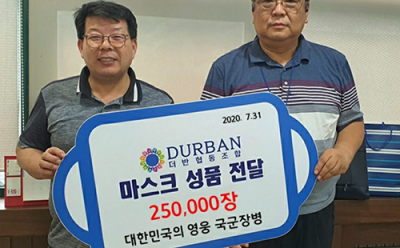 2020. 7.31
DURBAN
더반협동조합
마스크 성품 전달
250,000장
대한민국의 영웅 국군장병